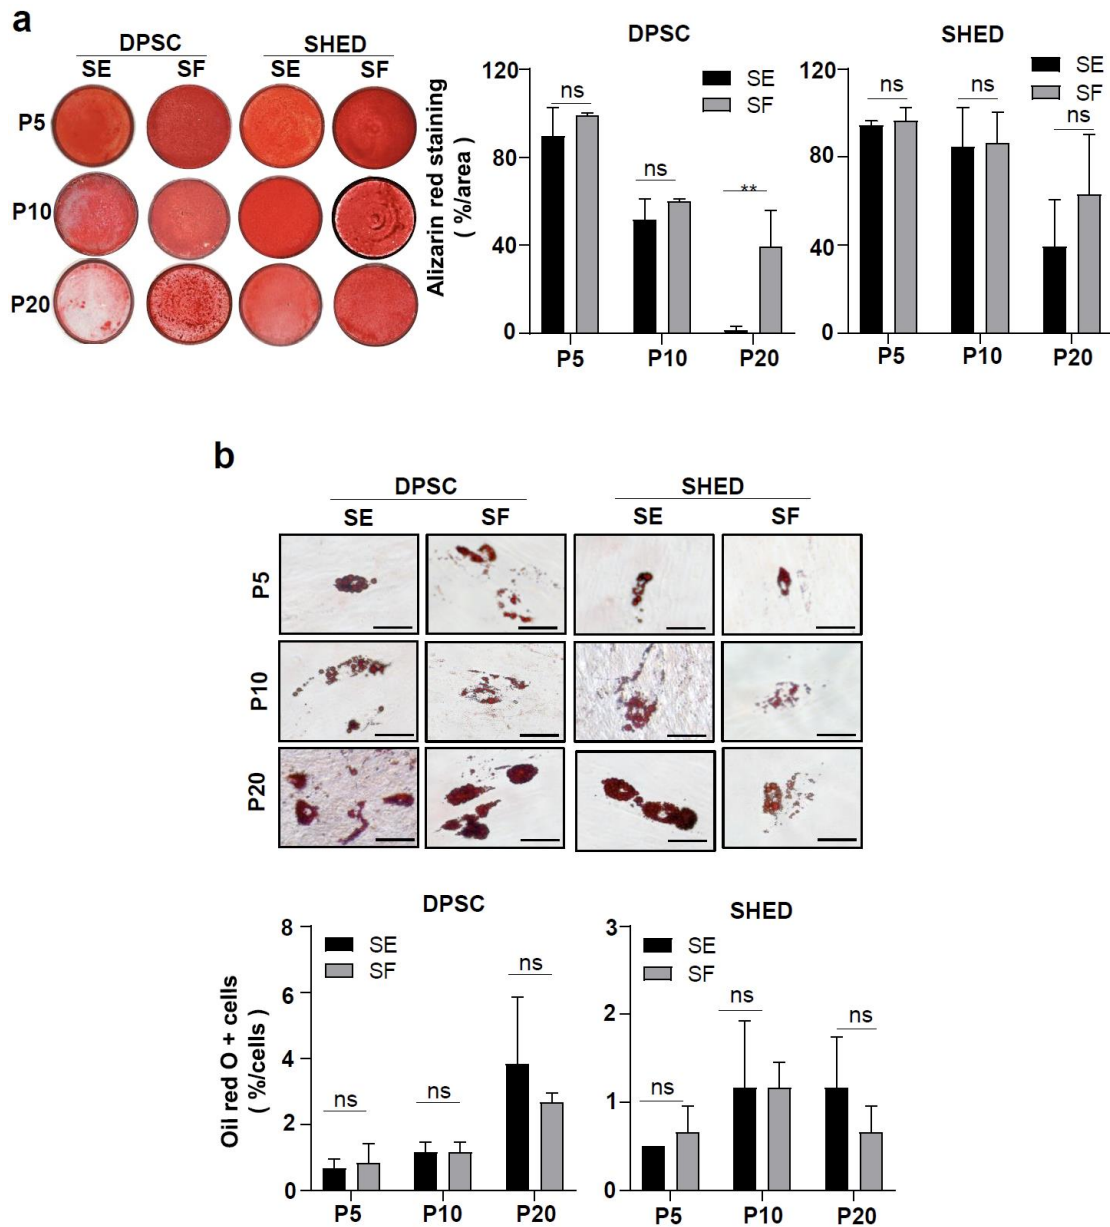 a
DPSC SHED
SE SF SE SF
P5
P10
P20
DPSC
SE
SF
Alizarin red staining
( %/area)
120
80
40
0
ns
ns
**
P5 P10 P20
SHED
SE
SF
120
80
40
0
ns
ns
ns
P5 P10 P20
b
DPSC SHED
SE SF SE SF
P5
P10
P20
DPSC
SE
SF
Oil red O + cells
( %/cells )
8
6
4
2
0
ns
ns
ns
P5 P10 P20
SHED
SE
SF
3
2
1
0
ns
ns
ns
P5 P10 P20